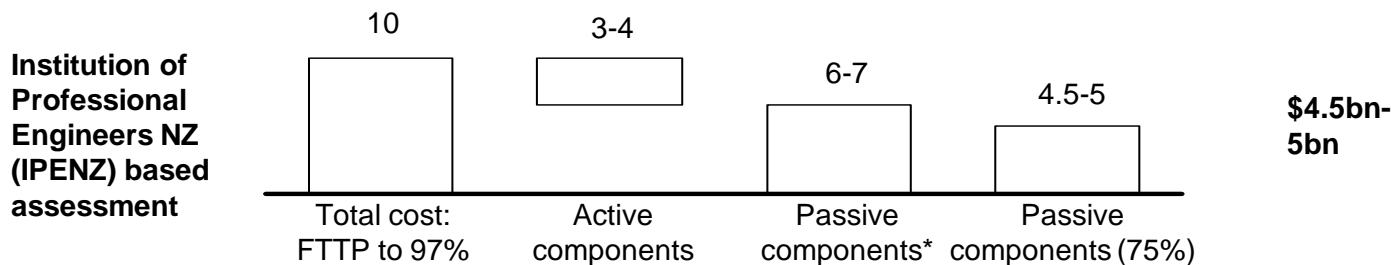 Institution of
Professional
Engineers NZ
(IPENZ) based
assessment
10
3-4
6-7
4.5-5
Total cost:
FTTP to 97%
Active
components
Passive
components*
Passive
components (75%)
$4.5bn-
5bn